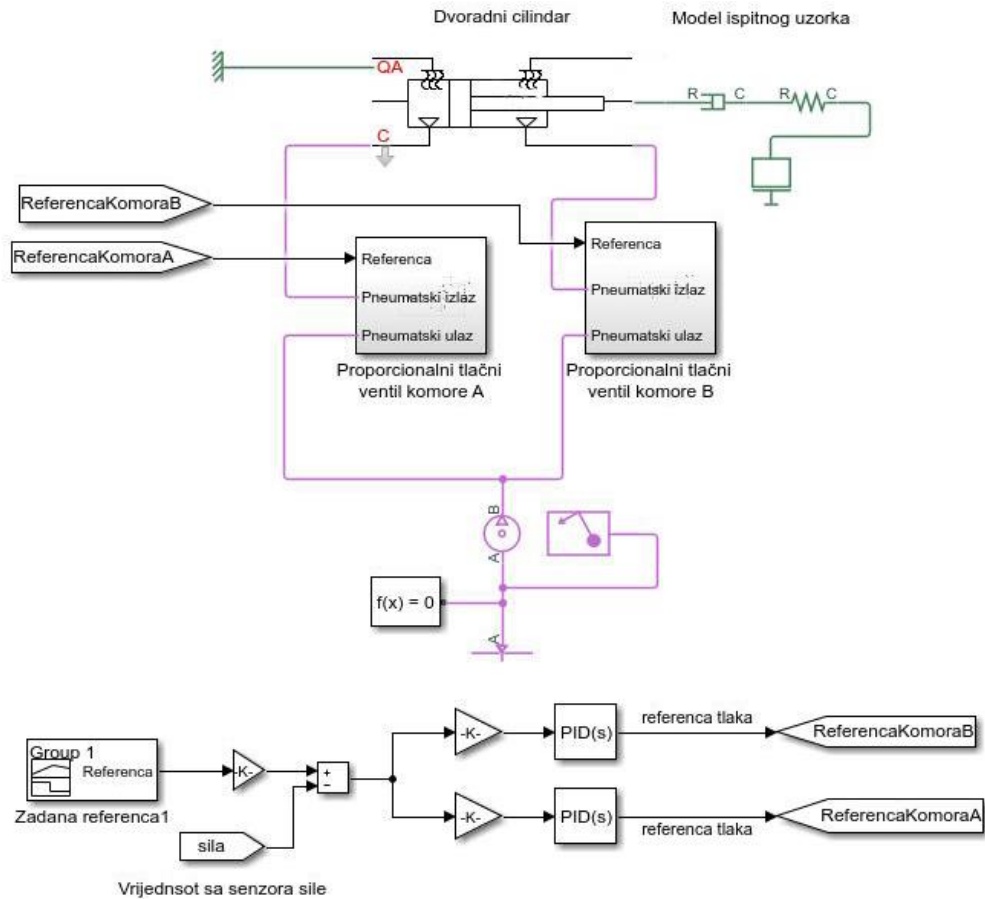 Dvoradni cilindar
Model ispitnog uzorka
QA
R
C
R
C
C
ReferencaKomoraB
ReferencaKomoraA
Referenca
Pneumatski izlaz
Pneumatski ulaz
Proporcionalni tlačni
ventil komore A
Referenca
Pneumatski izlaz
Pneumatski ulaz
Proporcionalni tlačni
ventil komore B
B
A
f(x) = 0
A
Group 1
Referenca
Zadana referenca1
-K-
+
−
sila
Vrijednsot sa senzora sile
-K-
PID(s)
referenca tlaka
ReferencaKomoraB
-K-
PID(s)
referenca tlaka
ReferencaKomoraA